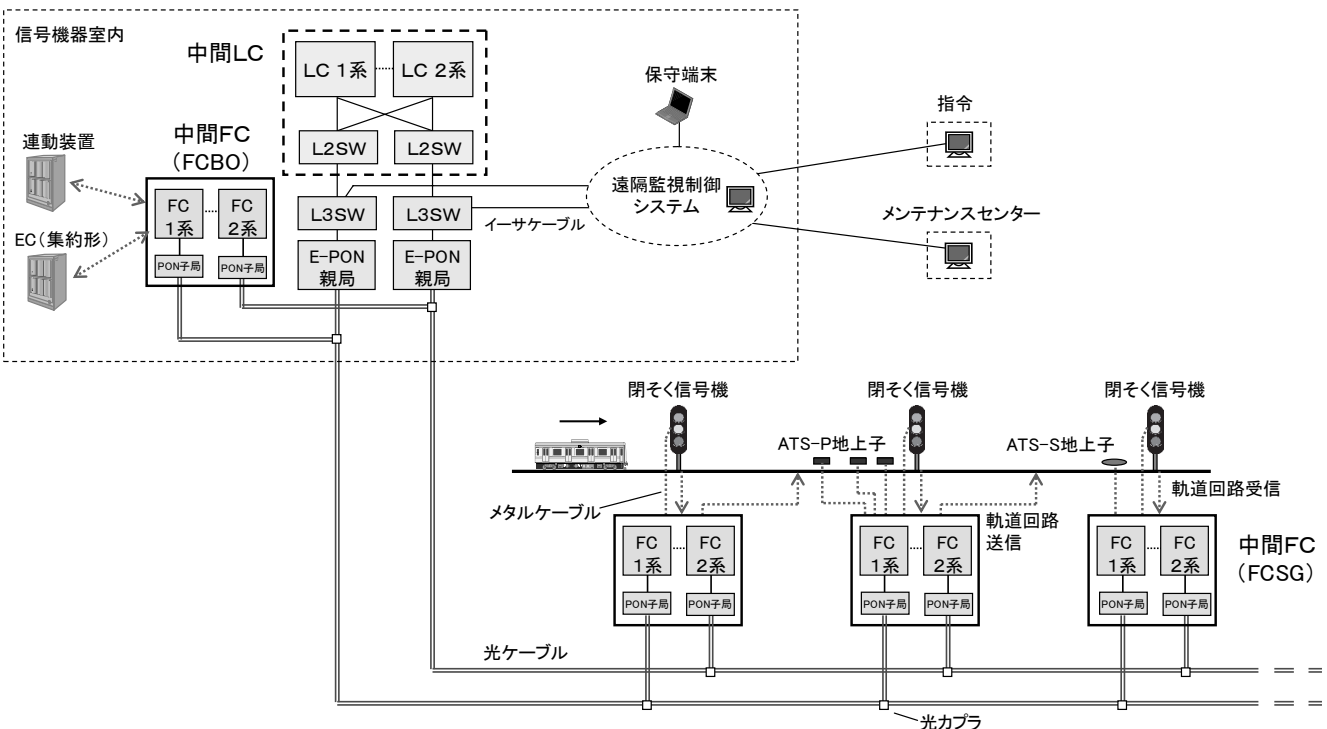 信号機器室内
中間LC
LC 1系
LC 2系
L2SW
L2SW
L3SW
L3SW
E-PON
親局
E-PON
親局
イーサケーブル
連動装置
EC(集約形)
中間FC
(FCBO)
FC
1系
FC
2系
PON子局
PON子局
保守端末
遠隔監視制御
システム
指令
メンテナンスセンター
閉そく信号機
閉そく信号機
閉そく信号機
ATS-P地上子
ATS-S地上子
メタルケーブル
軌道回路
送信
軌道回路受信
FC
1系
FC
2系
PON子局
PON子局
FC
1系
FC
2系
PON子局
PON子局
FC
1系
FC
2系
PON子局
PON子局
中間FC
(FCSG)
光ケーブル
光カプラ